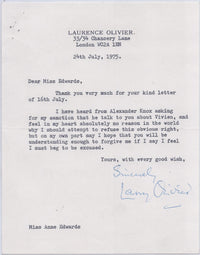 LAURENCE OLIVIER.
33/34 Chancery Lane
London WC2A 1EN
24th July, 1975.
Dear Miss Edwards,
Thank you very much for your kind letter
of 16th July.
I have heard from Alexander Knox asking
for my sanction that he talk to you about Vivien, and
feel in my heart absolutely no reason in the world
why I should attempt to refuse this obvious right,
but on my own part say I hope that you will be
understanding enough to forgive me if I say I feel
I must beg to be excused.
Yours, with every good wish,
Sincerely
Larry Olivier
Miss Anne Edwards